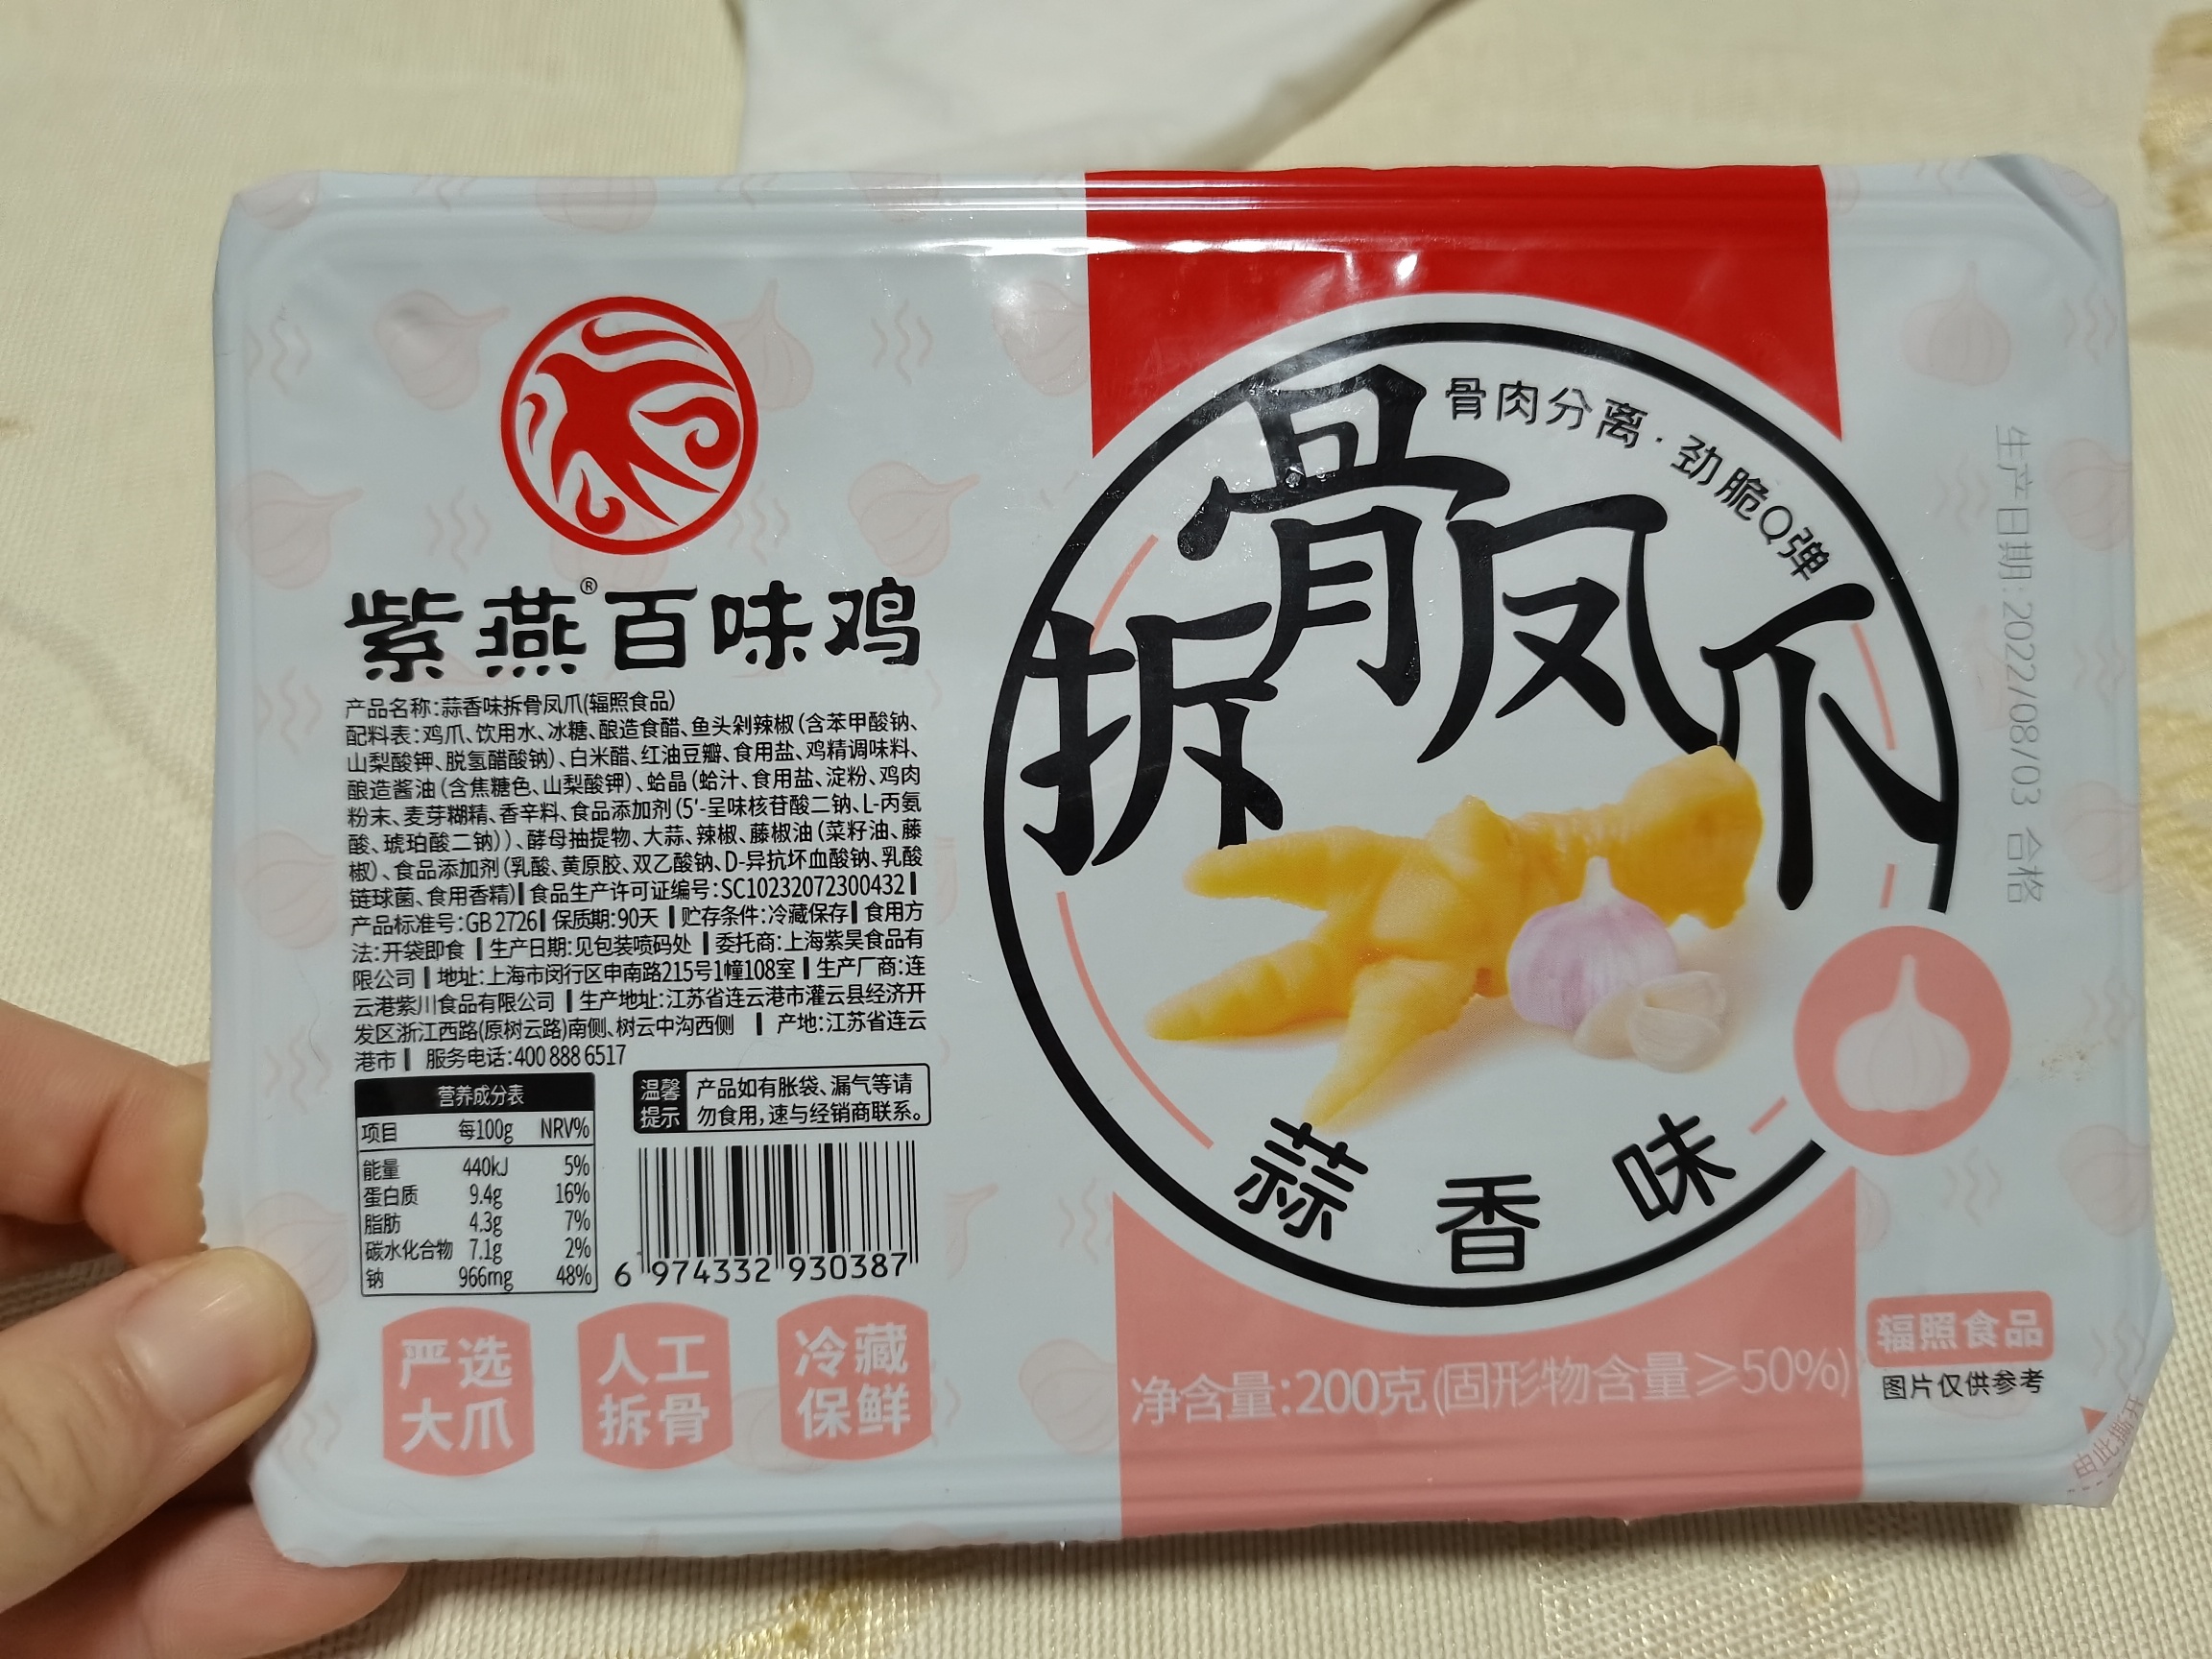 紫燕®百味鸡
产品名称:蒜香味拆骨凤爪(辐照食品)
配料表:鸡爪、饮用水、冰糖、酿造食醋、鱼头剁辣椒(含苯甲酸钠、
山梨酸钾、脱氢醋酸钠)、白米醋、红油豆瓣、食用盐、鸡精调味料、
酿造酱油(含焦糖色、山梨酸钾)、蛤晶(蛤汁、食用盐、淀粉、鸡肉
粉末、麦芽糊精、香辛料、食品添加剂(5'-呈味核苷酸二钠、L-丙氨
酸、琥珀酸二钠))、酵母抽提物、大蒜、辣椒、藤椒油(菜籽油、藤
椒)、食品添加剂(乳酸、黄原胶、双乙酸钠、D-异抗坏血酸钠、乳酸
链球菌、食用香精)┃食品生产许可证编号:SC10232072300432┃
产品标准号:GB 2726┃保质期:90天┃贮存条件:冷藏保存┃食用方
法:开袋即食┃生产日期:见包装喷码处┃委托商:上海紫昊食品有
限公司┃地址:上海市闵行区申南路215号1幢108室┃生产厂商:连
云港紫川食品有限公司┃生产地址:江苏省连云港市灌云县经济开
发区浙江西路(原树云路)南侧、树云中沟西侧┃产地:江苏省连云
港市┃服务电话:400 888 6517
营养成分表
项目 每100g NRV%
能量 440kJ 5%
蛋白质 9.4g 16%
脂肪 4.3g 7%
碳水化合物 7.1g 2%
钠 966mg 48%
温馨
提示
产品如有胀袋、漏气等请
勿食用,速与经销商联系。
6 974332 930387
严选
大爪
人工
拆骨
冷藏
保鲜
骨肉分离·劲脆Q弹
拆骨凤爪
蒜香味
净含量:200克(固形物含量≥50%)
生产日期:2022/08/03 合格
辐照食品
图片仅供参考
由此撕开